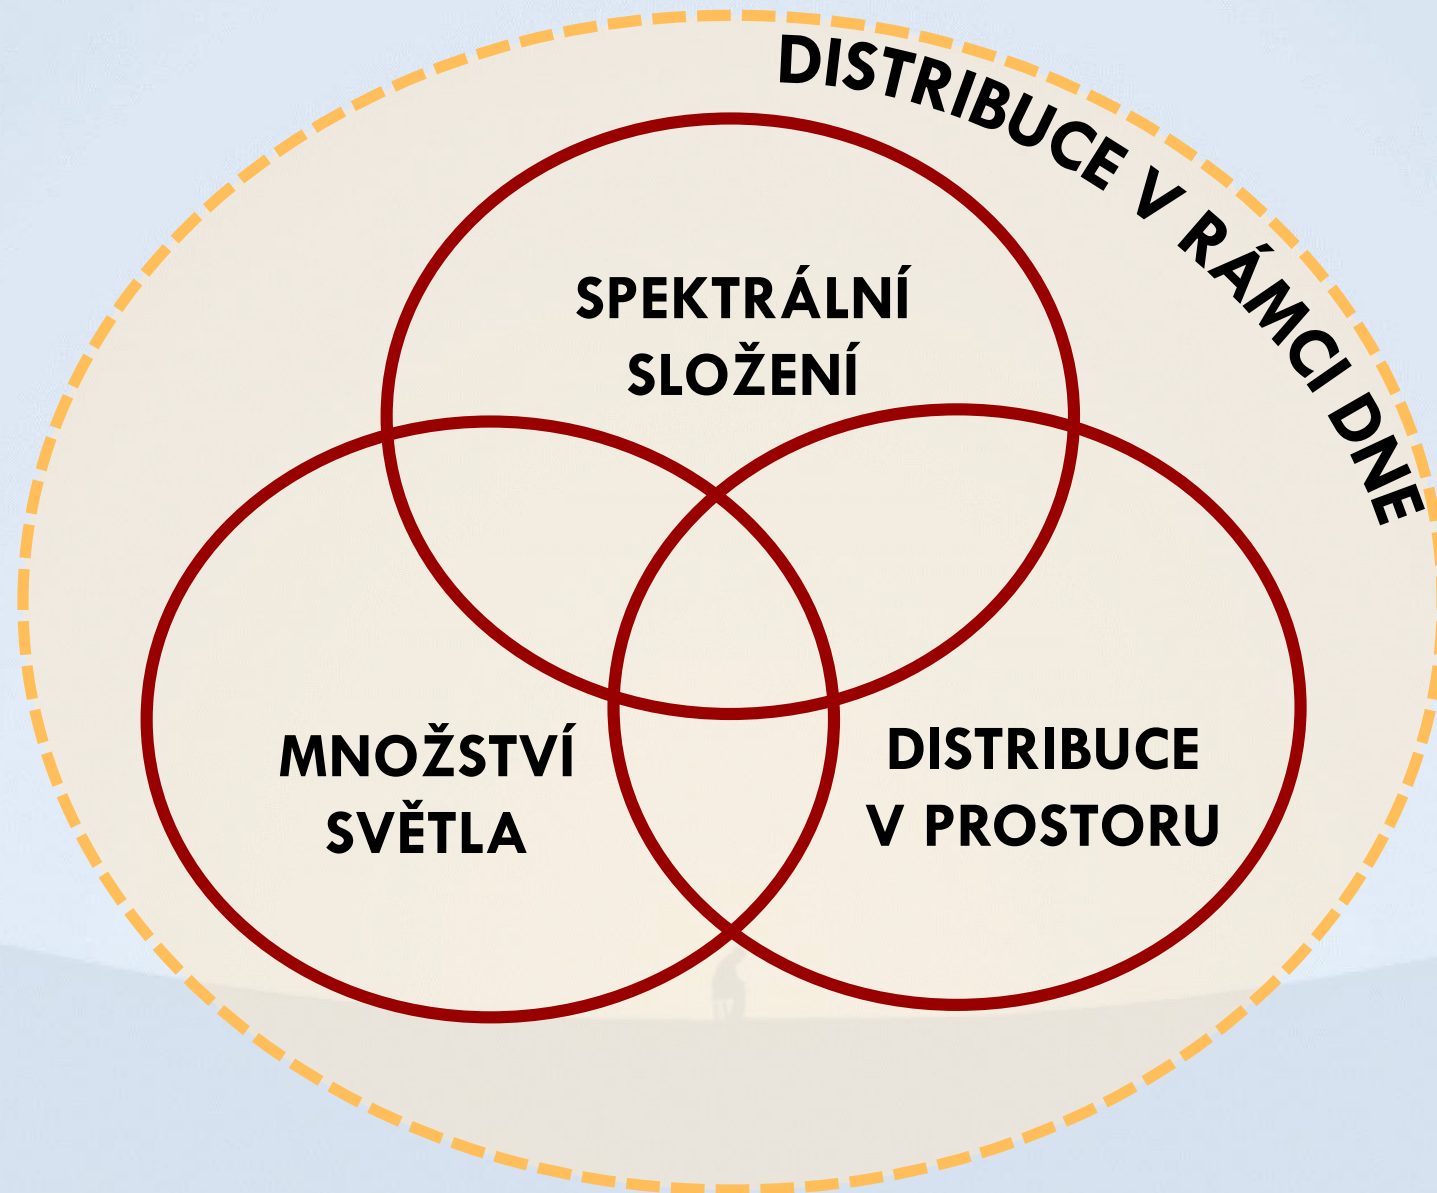 DISTRIBUCE V RÁMCI DNE
SPEKTRÁLNÍ
SLOŽENÍ
MNOŽSTVÍ
SVĚTLA
DISTRIBUCE
V PROSTORU